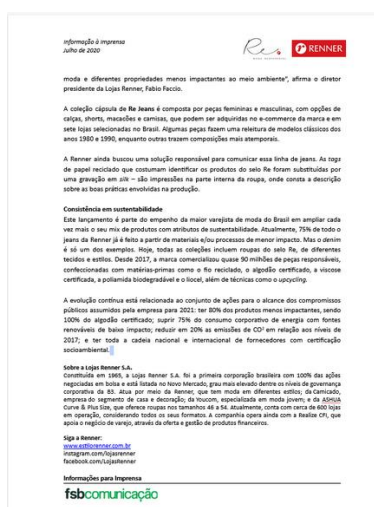 Informação à imprensa
Julho de 2020
Re
RENNER
moda e diferentes propriedades menos impactantes ao meio ambiente", afirma o diretor
presidente da Lojas Renner, Fabio Faccio.
A coleção cápsula de Re Jeans é composta por peças femininas e masculinas, com opções de
calças, shorts, macacões e camisas, que podem ser adquiridas no e-commerce da marca e em
sete lojas selecionadas no Brasil. Algumas peças fazem uma releitura de modelos clássicos dos
anos 1980 e 1990, enquanto outras trazem composições mais atemporais.
A Renner ainda buscou uma solução responsável para comunicar essa linha de jeans. As tags
de papel reciclado que costumam identificar os produtos do selo Re foram substituídas por
uma gravação em silk – são impressões na parte interna da roupa, onde consta a descrição
sobre as boas práticas envolvidas na produção.
Consistência em sustentabilidade
Este lançamento é parte do empenho da maior varejista de moda do Brasil em ampliar cada
vez mais o seu mix de produtos com atributos de sustentabilidade. Atualmente, 75% de todo o
jeans da Renner já é feito a partir de materiais e/ou processos de menor impacto. Mas o denim
é só um dos exemplos. Hoje, todas as coleções incluem roupas do selo Re, de diferentes
tecidos e estilos. Desde 2017, a marca comercializou quase 90 milhões de peças responsáveis,
confeccionadas com matérias-primas como o fio reciclado, o algodão certificado, a viscose
certificada, a poliamida biodegradável e o liocel, além de técnicas como o upcycling.
A evolução contínua está relacionada ao conjunto de ações para o alcance dos compromissos
públicos assumidos pela empresa para 2021: ter 80% dos produtos menos impactantes, sendo
100% do algodão certificado; suprir 75% do consumo corporativo de energia com fontes
renováveis de baixo impacto; reduzir em 20% as emissões de CO² em relação aos níveis de
2017; e ter toda a cadeia nacional e internacional de fornecedores com certificação
socioambiental.
Sobre a Lojas Renner S.A.
Constituída em 1965, a Lojas Renner S.A. foi a primeira corporação brasileira com 100% das ações
negociadas em bolsa e está listada no Novo Mercado, grau mais elevado dentre os níveis de governança
corporativa da B3. Atua por meio da Renner, que tem moda em diferentes estilos; da Camicado,
empresa do segmento de casa e decoração; da Youcom, especializada em moda jovem; e da ASHUA
Curve & Plus Size, que oferece roupas nos tamanhos 46 a 54. Atualmente, conta com cerca de 600 lojas
em operação, considerando todos os seus formatos. A companhia opera ainda com a Realize CFI, que
apoia o negócio de varejo, através da oferta e gestão de produtos financeiros.
Siga a Renner:
www.estilorenner.com.br
instagram.com/lojasrenner
facebook.com/LojasRenner
Informações para Imprensa
fsbcomunicação